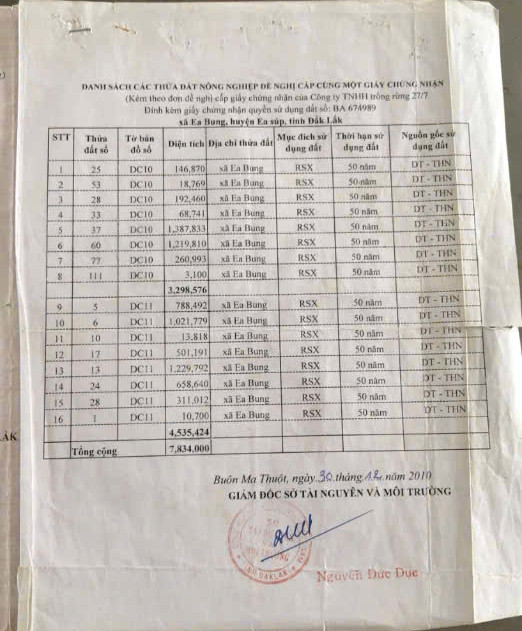 DANH SÁCH CÁC THỬA ĐẤT NÔNG NGHIỆP ĐỀ NGHỊ CẤP CÙNG MỘT GIẤY CHỨNG NHẬN
(Kèm theo đơn đề nghị cấp giấy chứng nhận của Công ty TNHH trồng rừng 27/7
Đính kèm giấy chứng nhận quyền sử dụng đất số: BA 674989
xã Ea Bung, huyện Ea súp, tỉnh Đắk Lắk
STT Thửa đất số Tờ bản đồ số Diện tích Địa chỉ thửa đất Mục đích sử dụng đất Thời hạn sử dụng đất Nguồn gốc sử dụng đất
1 25 DC10 146,870 xã Ea Bung RSX 50 năm DT - THN
2 53 DC10 18,769 xã Ea Bung RSX 50 năm DT - THN
3 28 DC10 192,460 xã Ea Bung RSX 50 năm DT - THN
4 33 DC10 68,741 xã Ea Bung RSX 50 năm DT - THN
5 37 DC10 1,387,833 xã Ea Bung RSX 50 năm DT - THN
6 60 DC10 1,219,810 xã Ea Bung RSX 50 năm DT - THN
7 77 DC10 260,993 xã Ea Bung RSX 50 năm DT - THN
8 111 DC10 3,100 xã Ea Bung RSX 50 năm DT - THN
3,298,576
9 5 DC11 788,492 xã Ea Bung RSX 50 năm DT - THN
10 6 DC11 1,021,779 xã Ea Bung RSX 50 năm DT - THN
11 10 DC11 13,818 xã Ea Bung RSX 50 năm DT - THN
12 17 DC11 501,191 xã Ea Bung RSX 50 năm DT - THN
13 13 DC11 1,229,792 xã Ea Bung RSX 50 năm DT - THN
14 24 DC11 658,640 xã Ea Bung RSX 50 năm DT - THN
15 28 DC11 311,012 xã Ea Bung RSX 50 năm DT - THN
16 1 DC11 10,700 xã Ea Bung RSX 50 năm DT - THN
4,535,424
Tổng cộng 7,834,000
Buôn Ma Thuột, ngày 30 tháng 12 năm 2010
GIÁM ĐỐC SỞ TÀI NGUYÊN VÀ MÔI TRƯỜNG
Nguyễn Đức Dục